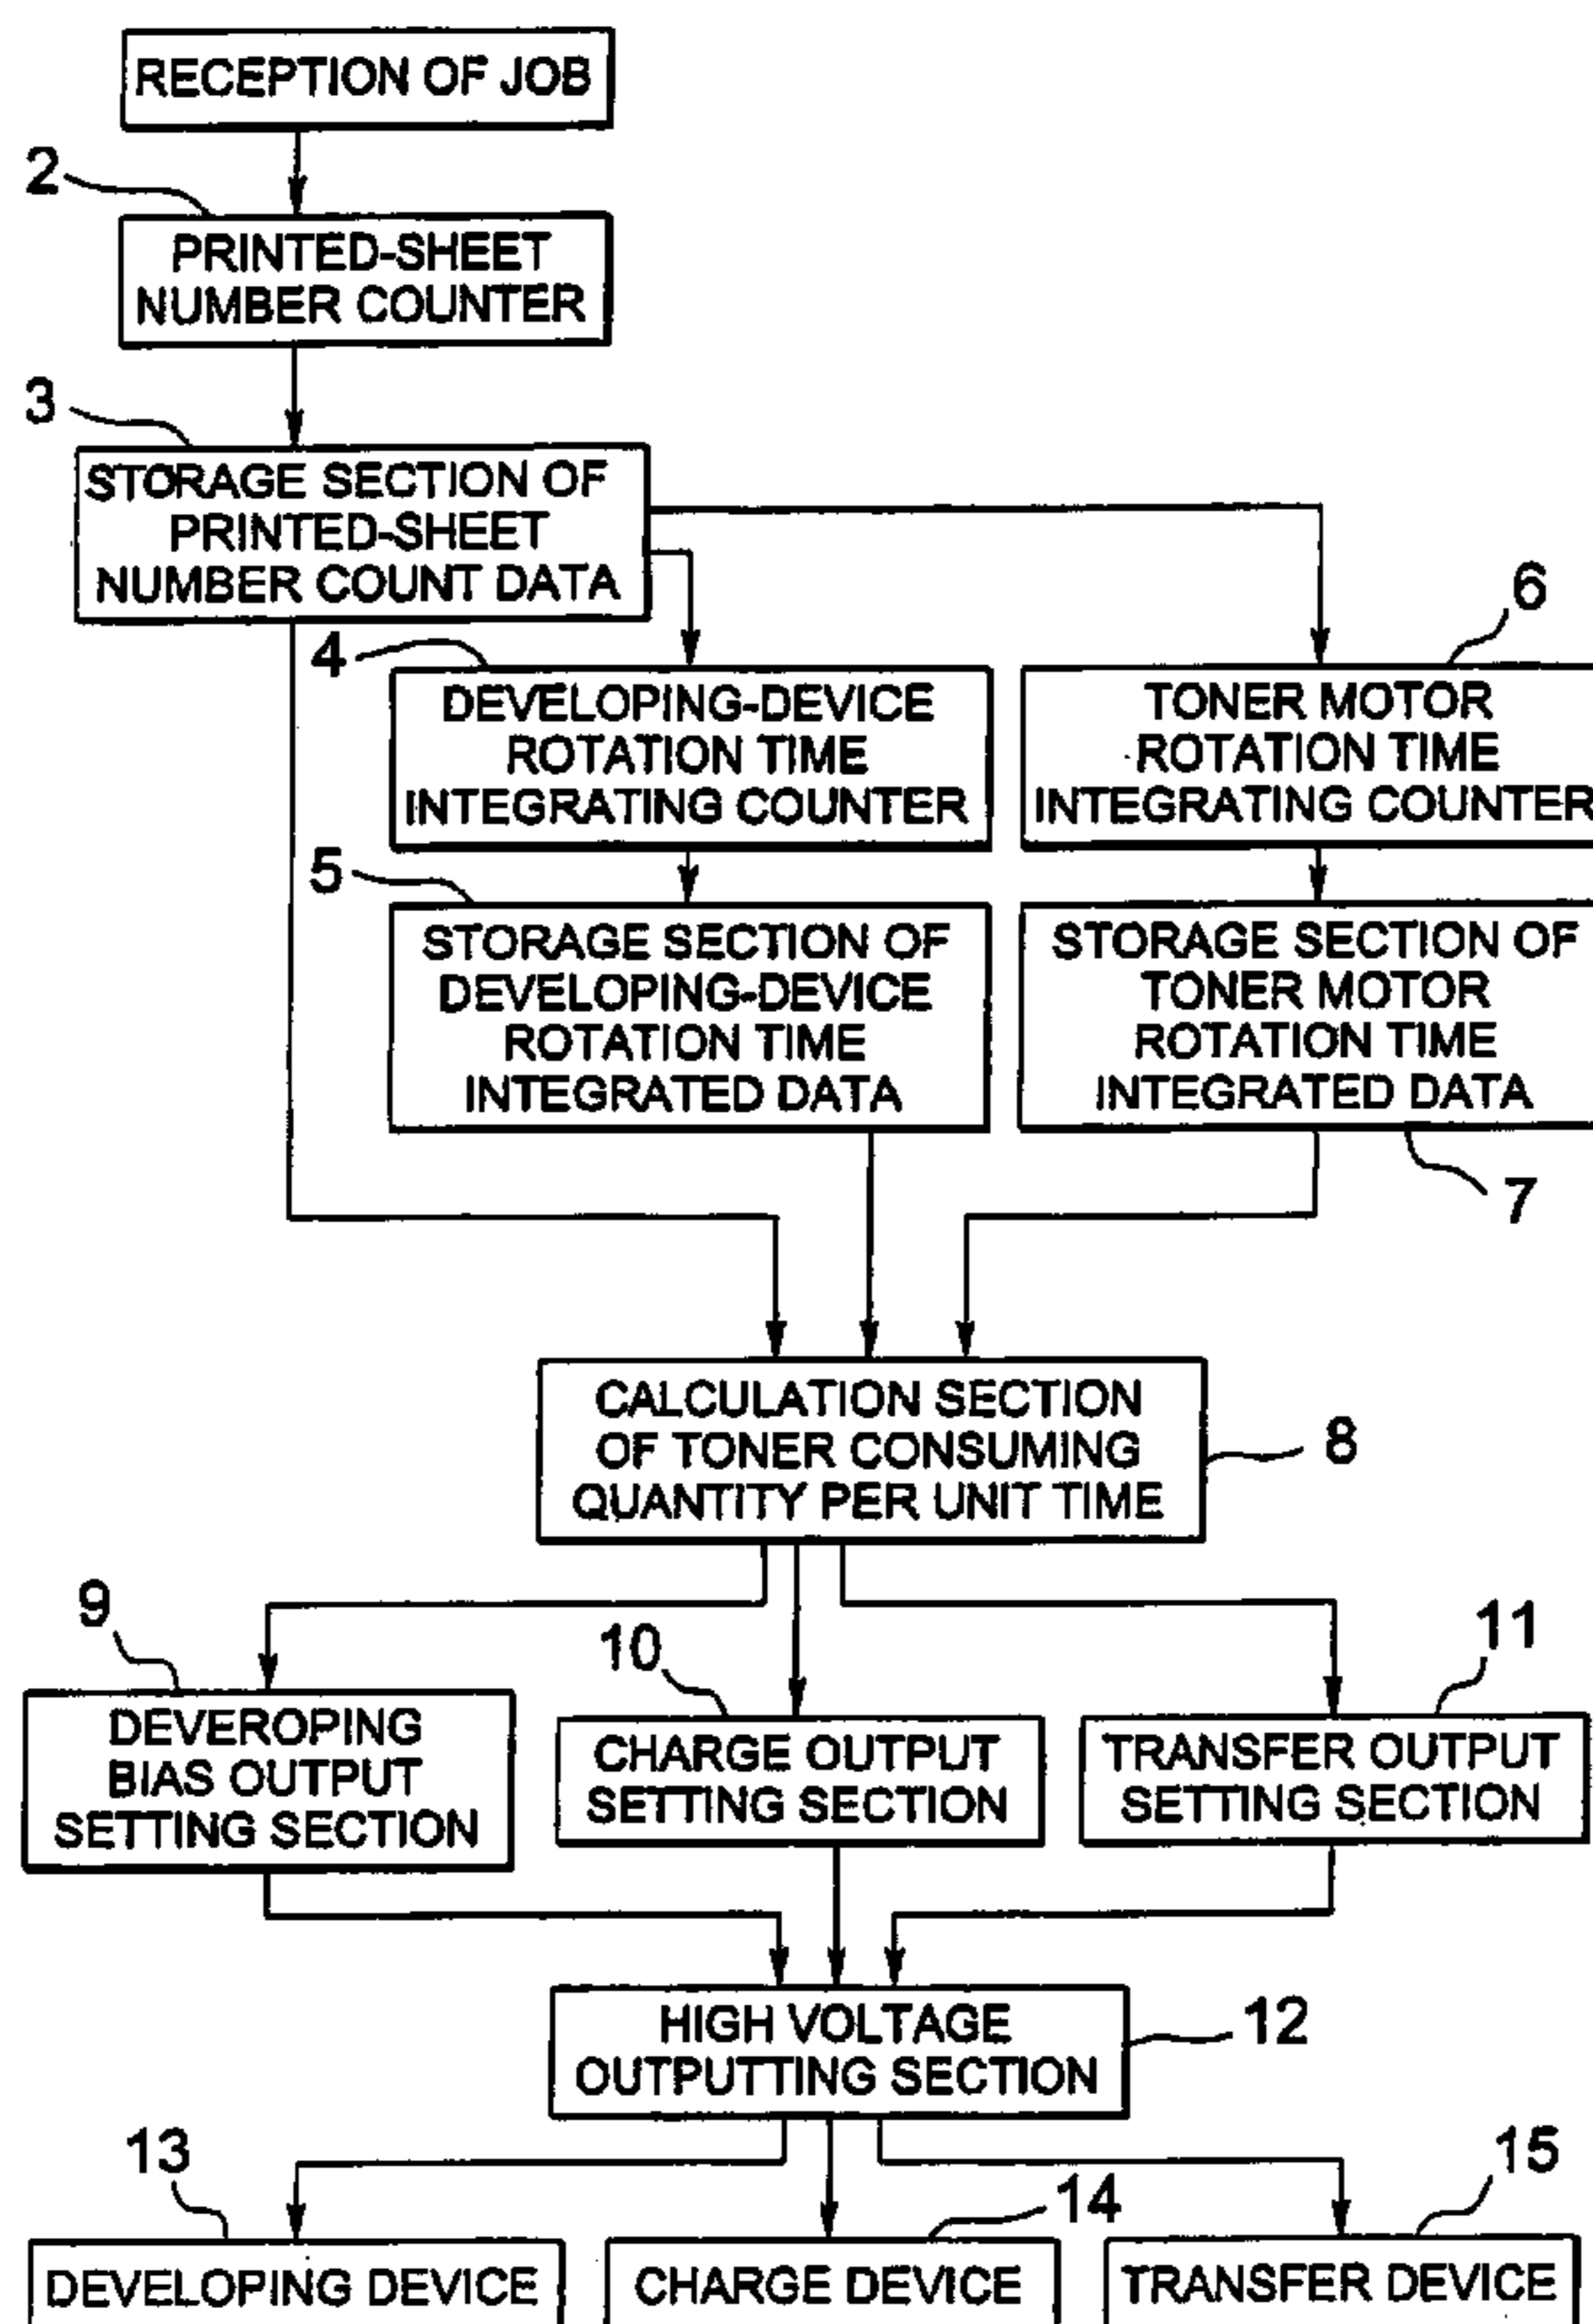 RECEPTION OF JOB
2
PRINTED-SHEET
NUMBER COUNTER
3
STORAGE SECTION OF
PRINTED-SHEET
NUMBER COUNT DATA
4
DEVELOPING-DEVICE
ROTATION TIME
INTEGRATING COUNTER
6
TONER MOTOR
ROTATION TIME
INTEGRATING COUNTER
5
STORAGE SECTION OF
DEVELOPING-DEVICE
ROTATION TIME
INTEGRATED DATA
STORAGE SECTION OF
TONER MOTOR
ROTATION TIME
INTEGRATED DATA
7
CALCULATION SECTION
OF TONER CONSUMING
QUANTITY PER UNIT TIME
8
9
DEVEROPING
BIAS OUTPUT
SETTING SECTION
10
CHARGE OUTPUT
SETTING SECTION
11
TRANSFER OUTPUT
SETTING SECTION
HIGH VOLTAGE
OUTPUTTING SECTION
12
13
DEVELOPING DEVICE
14
CHARGE DEVICE
15
TRANSFER DEVICE